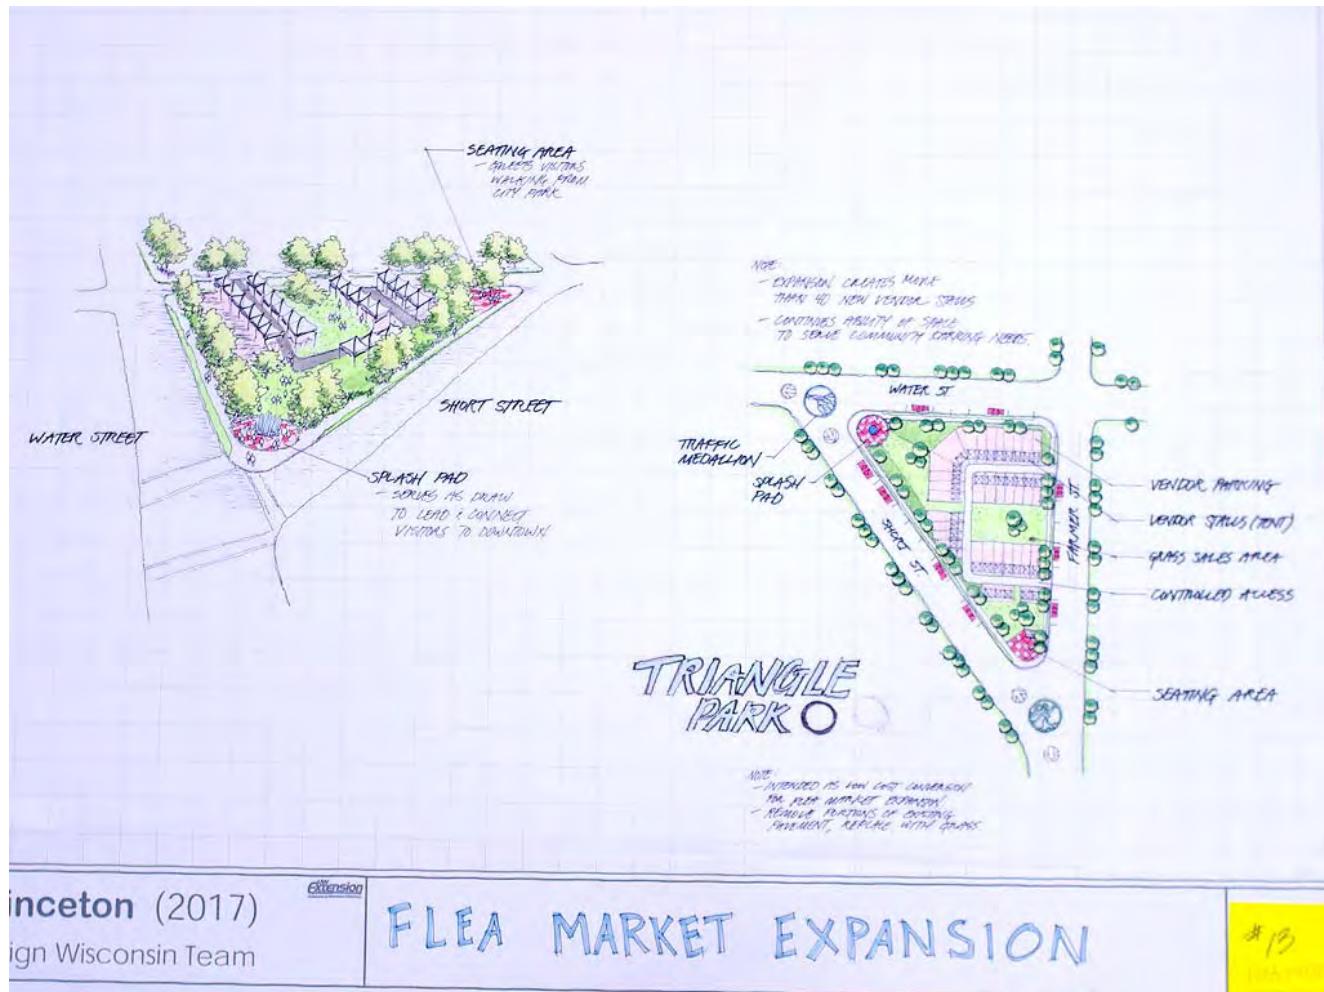 SEATING AREA
- GREETS VISITORS
WALKING FROM
CITY PARK
WATER STREET
SHORT STREET
SPLASH PAD
- SERVES AS DRAW
TO LEAD & CONNECT
VISITORS TO DOWNTOWN
NOTE:
- EXPANSION CREATES MORE
THAN 40 NEW VENDOR STALLS
- CONTINUES ABILITY OF SPACE
TO SERVE COMMUNITY PARKING NEEDS.
WATER ST
TRAFFIC
MEDALLION
SPLASH
PAD
SHORT ST.
FARMER ST.
VENDOR PARKING
VENDOR STALLS (TENT)
GRASS SALES AREA
CONTROLLED ACCESS
SEATING AREA
TRIANGLE
PARK
NOTE:
- INTENDED AS LOW COST CONVERSION
FOR FLEA MARKET EXPANSION
- REMOVE PORTIONS OF EXISTING
PAVEMENT, REPLACE WITH GRASS.
inceton (2017)
ign Wisconsin Team
Extension
FLEA MARKET EXPANSION
#13